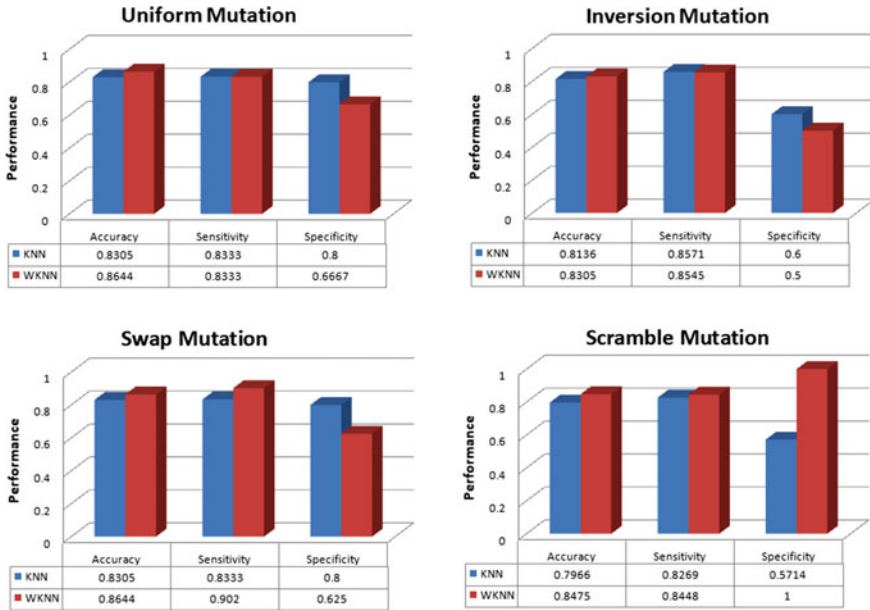 Uniform Mutation
1
0.8
0.6
0.4
0.2
0
Performance
Accuracy Sensitivity Specificity
KNN 0.8305 0.8333 0.8
WKNN 0.8644 0.8333 0.6667
Inversion Mutation
1
0.8
0.6
0.4
0.2
0
Performance
Accuracy Sensitivity Specificity
KNN 0.8136 0.8571 0.6
WKNN 0.8305 0.8545 0.5
Swap Mutation
1
0.8
0.6
0.4
0.2
0
Performance
Accuracy Sensitivity Specificity
KNN 0.8305 0.8333 0.8
WKNN 0.8644 0.902 0.625
Scramble Mutation
1
0.8
0.6
0.4
0.2
0
Performance
Accuracy Sensitivity Specificity
KNN 0.7966 0.8269 0.5714
WKNN 0.8475 0.8448 1